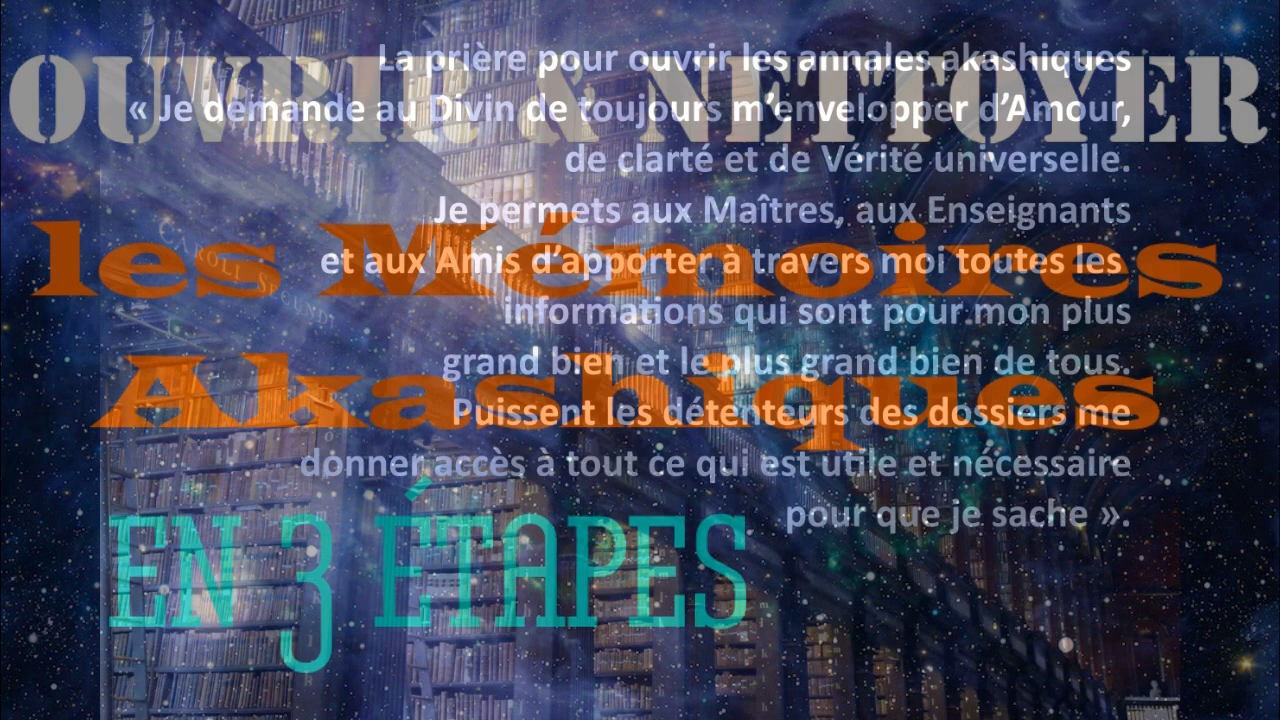 OUVRIR & NETTOYER
les Mémoires
Akashiques
EN 3 ÉTAPES
La prière pour ouvrir les annales akashiques
« Je demande au Divin de toujours m’envelopper d’Amour,
de clarté et de Vérité universelle.
Je permets aux Maîtres, aux Enseignants
et aux Amis d’apporter à travers moi toutes les
informations qui sont pour mon plus
grand bien et le plus grand bien de tous.
Puissent les détenteurs des dossiers me
donner accès à tout ce qui est utile et nécessaire
pour que je sache ».